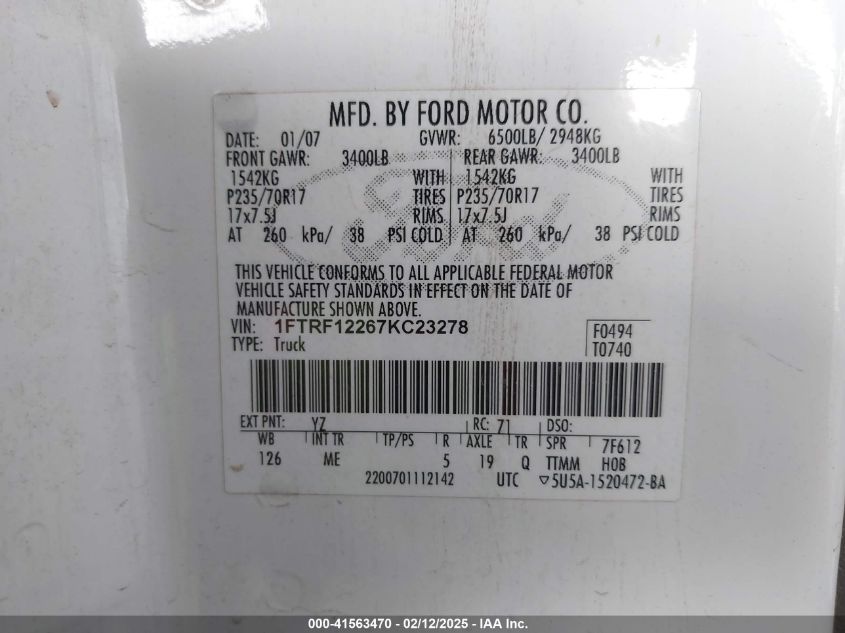 MFD. BY FORD MOTOR CO.
DATE: 01/07 GVWR: 6500LB/ 2948KG
FRONT GAWR: 3400LB REAR GAWR: 3400LB
1542KG WITH 1542KG WITH
P235/70R17 TIRES P235/70R17 TIRES
17x7.5J RIMS 17x7.5J RIMS
AT 260 kPa/ 38 PSI COLD AT 260 kPa/ 38 PSI COLD
THIS VEHICLE CONFORMS TO ALL APPLICABLE FEDERAL MOTOR
VEHICLE SAFETY STANDARDS IN EFFECT ON THE DATE OF
MANUFACTURE SHOWN ABOVE.
VIN: 1FTRF12267KC23278 F0494
TYPE: Truck T0740
EXT PNT: YZ RC: 71 DSO:
WB INT TR TP/PS R AXLE TR SPR 7F612
126 ME 5 19 Q TTMM HOB
2200701112142 UTC ▽5U5A-1520472-BA
000-41563470 - 02/12/2025 - IAA Inc.